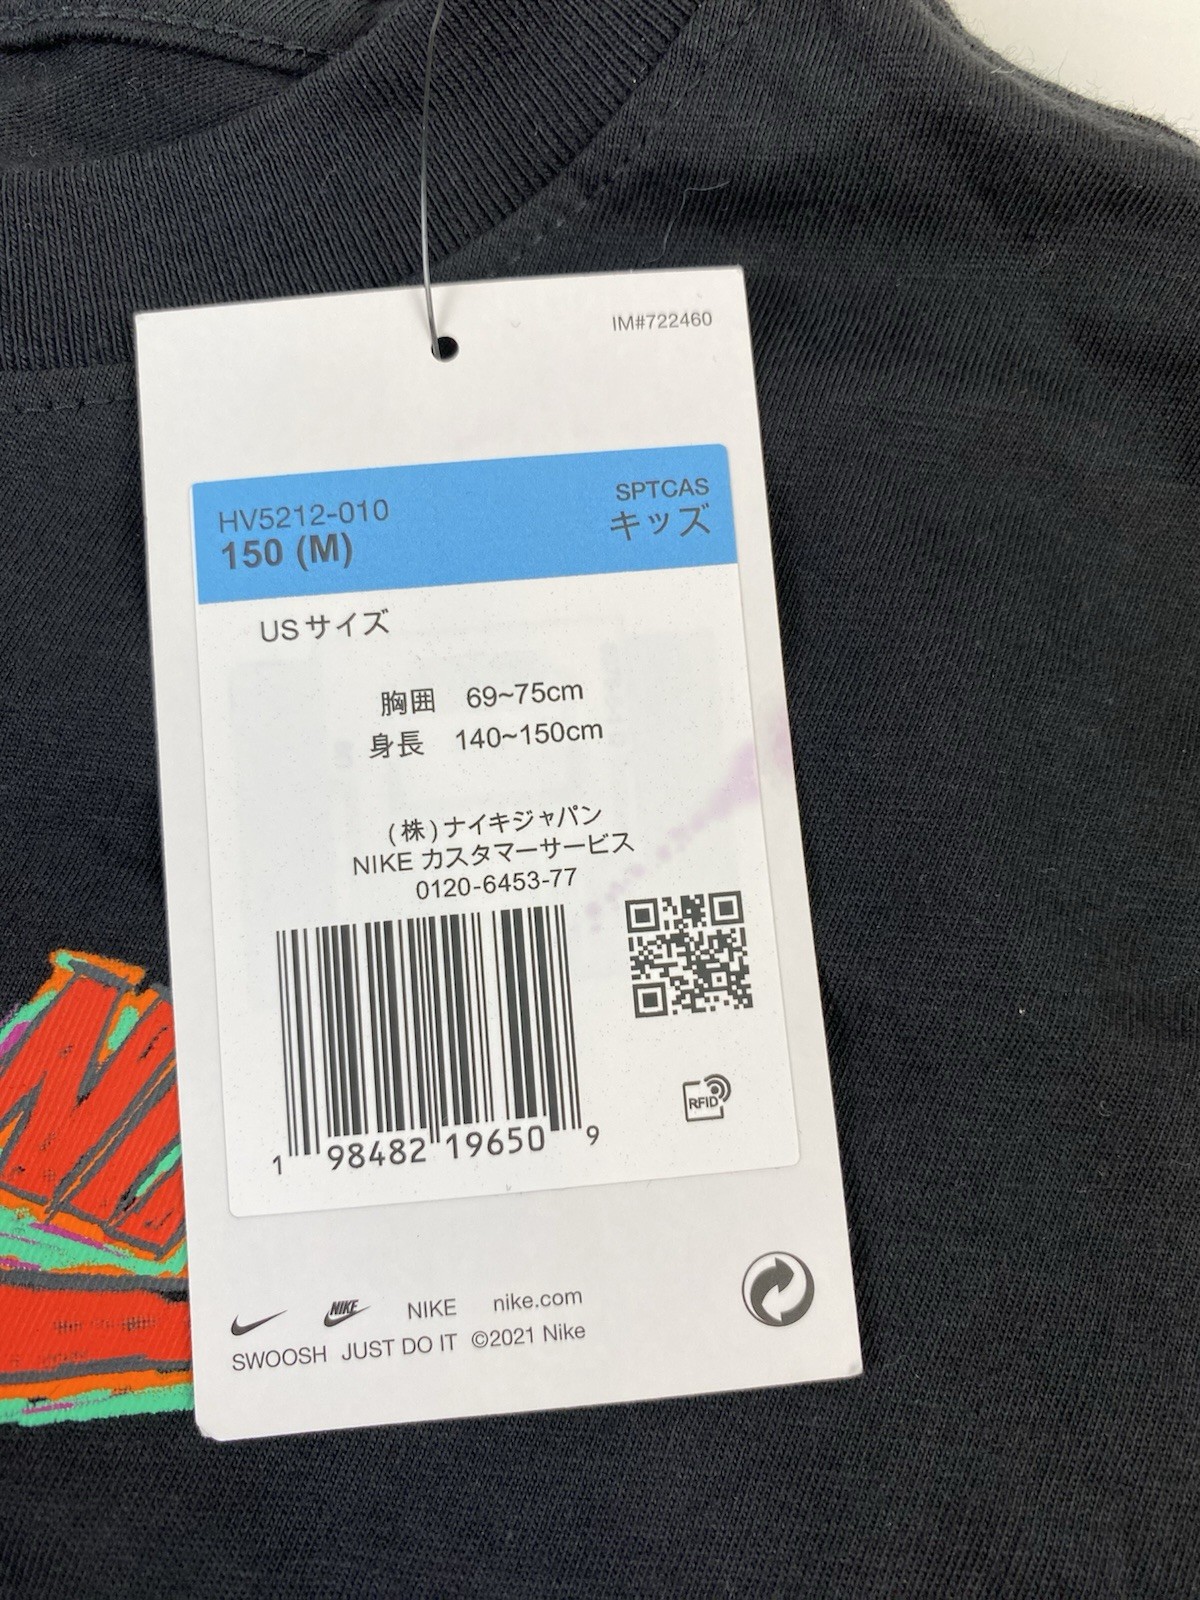 IM#722460
HV5212-010
SPTCAS
150 (M)
キッズ
USサイズ
胸囲 69~75cm
身長 140~150cm
(株)ナイキジャパン
NIKE カスタマーサービス
0120-6453-77
1 98482 19650 9
RFID
NIKE NIKE nike.com
SWOOSH JUST DO IT ©2021 Nike